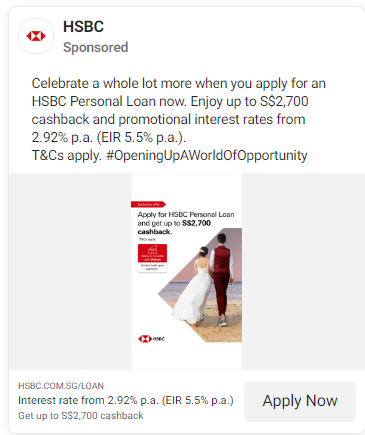 HSBC
Sponsored
Celebrate a whole lot more when you apply for an
HSBC Personal Loan now. Enjoy up to S$2,700
cashback and promotional interest rates from
2.92% p.a. (EIR 5.5% p.a.).
T&Cs apply. #OpeningUpAWorldOfOpportunity
Exclusive offer
Apply for HSBC Personal Loan
and get up to S$2,700
cashback.
T&Cs apply.
HSBC
HSBC.COM.SG/LOAN
Interest rate from 2.92% p.a. (EIR 5.5% p.a.)
Get up to S$2,700 cashback
Apply Now